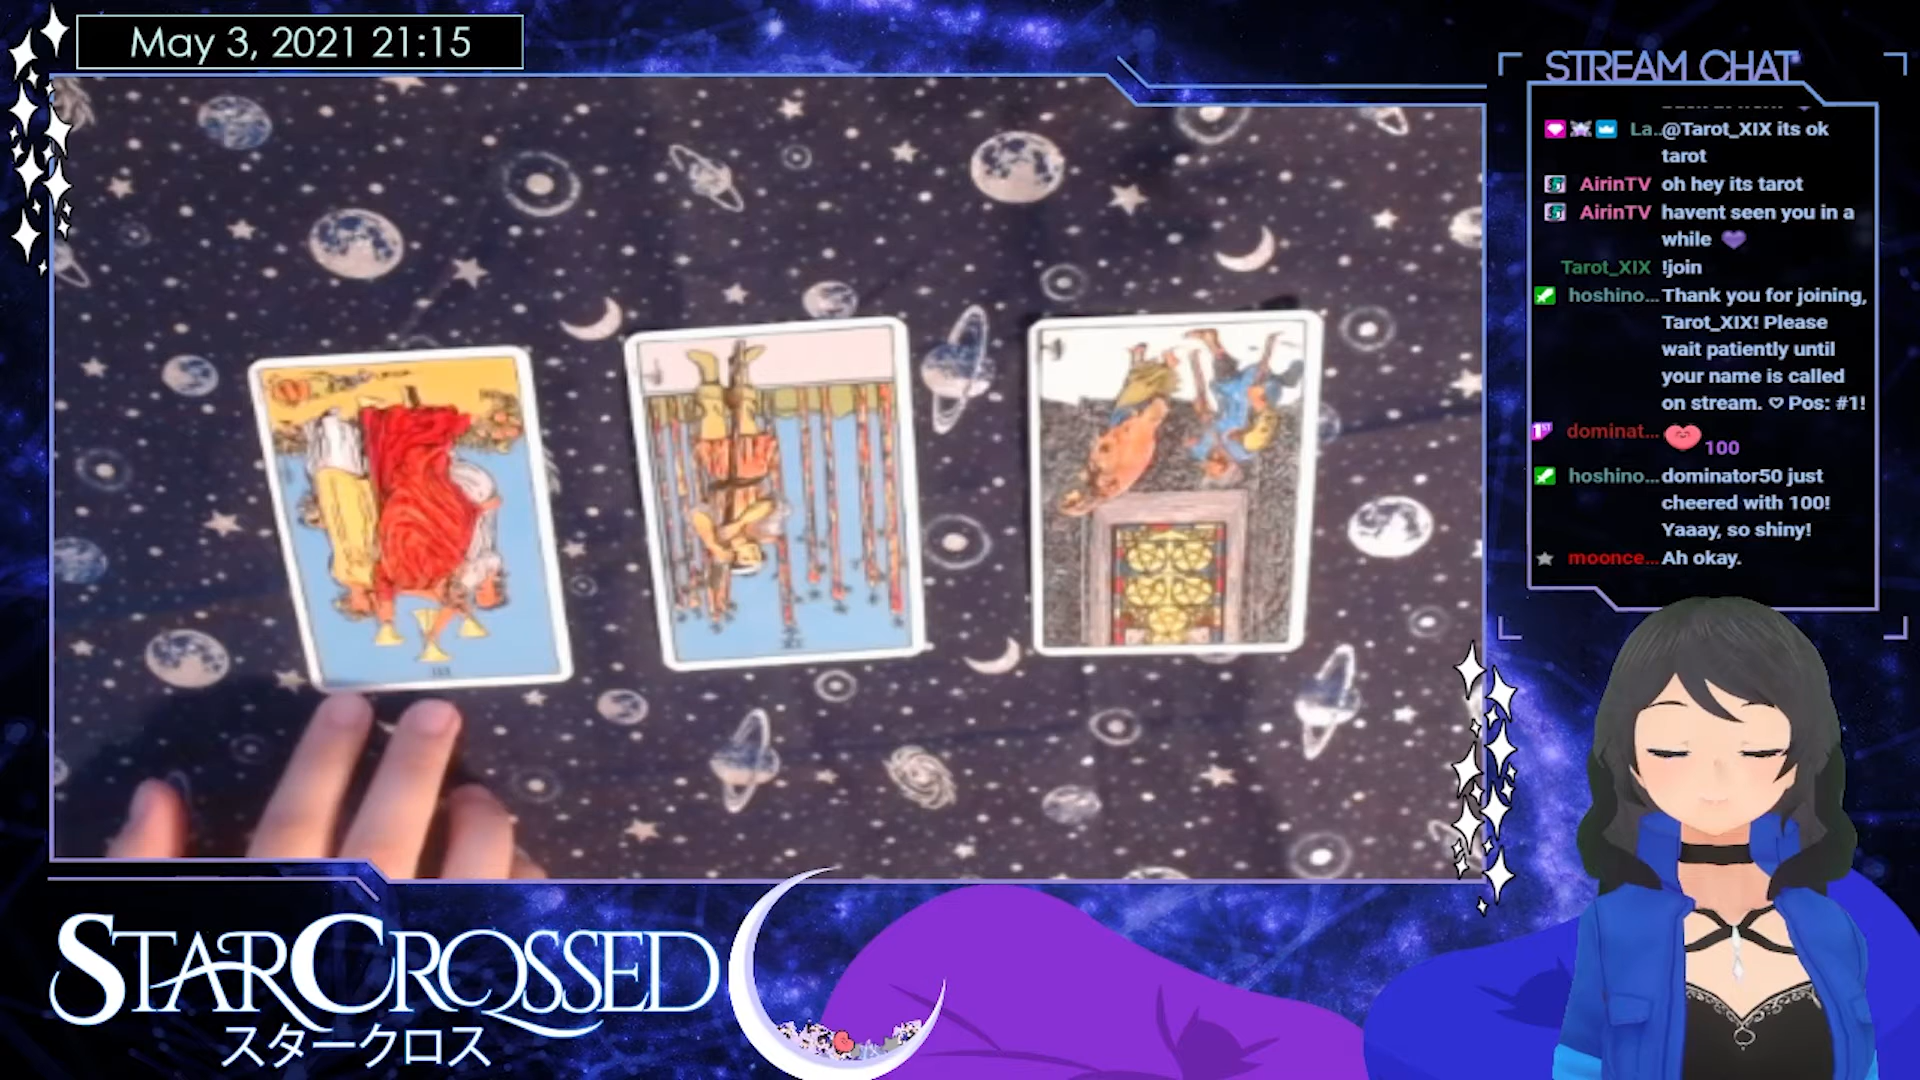 May 3, 2021 21:15
STREAM CHAT
La.. @Tarot_XIX its ok
tarot
AirinTV oh hey its tarot
AirinTV havent seen you in a
while
Tarot_XIX !join
hoshino... Thank you for joining,
Tarot_XIX! Please
wait patiently until
your name is called
on stream. ♡ Pos: #1!
1ST dominat... 100
hoshino... dominator50 just
cheered with 100!
Yaaay, so shiny!
moonce... Ah okay.
STARCROSSED
スタークロス